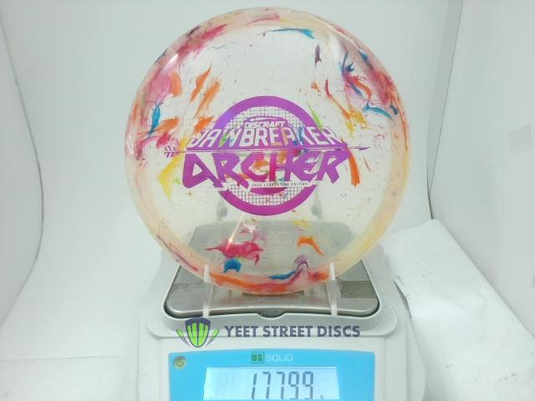 DISCRAFT
JAWBREAKER
ARCHER
YEET STREET DISCS
US SOLID
177.99